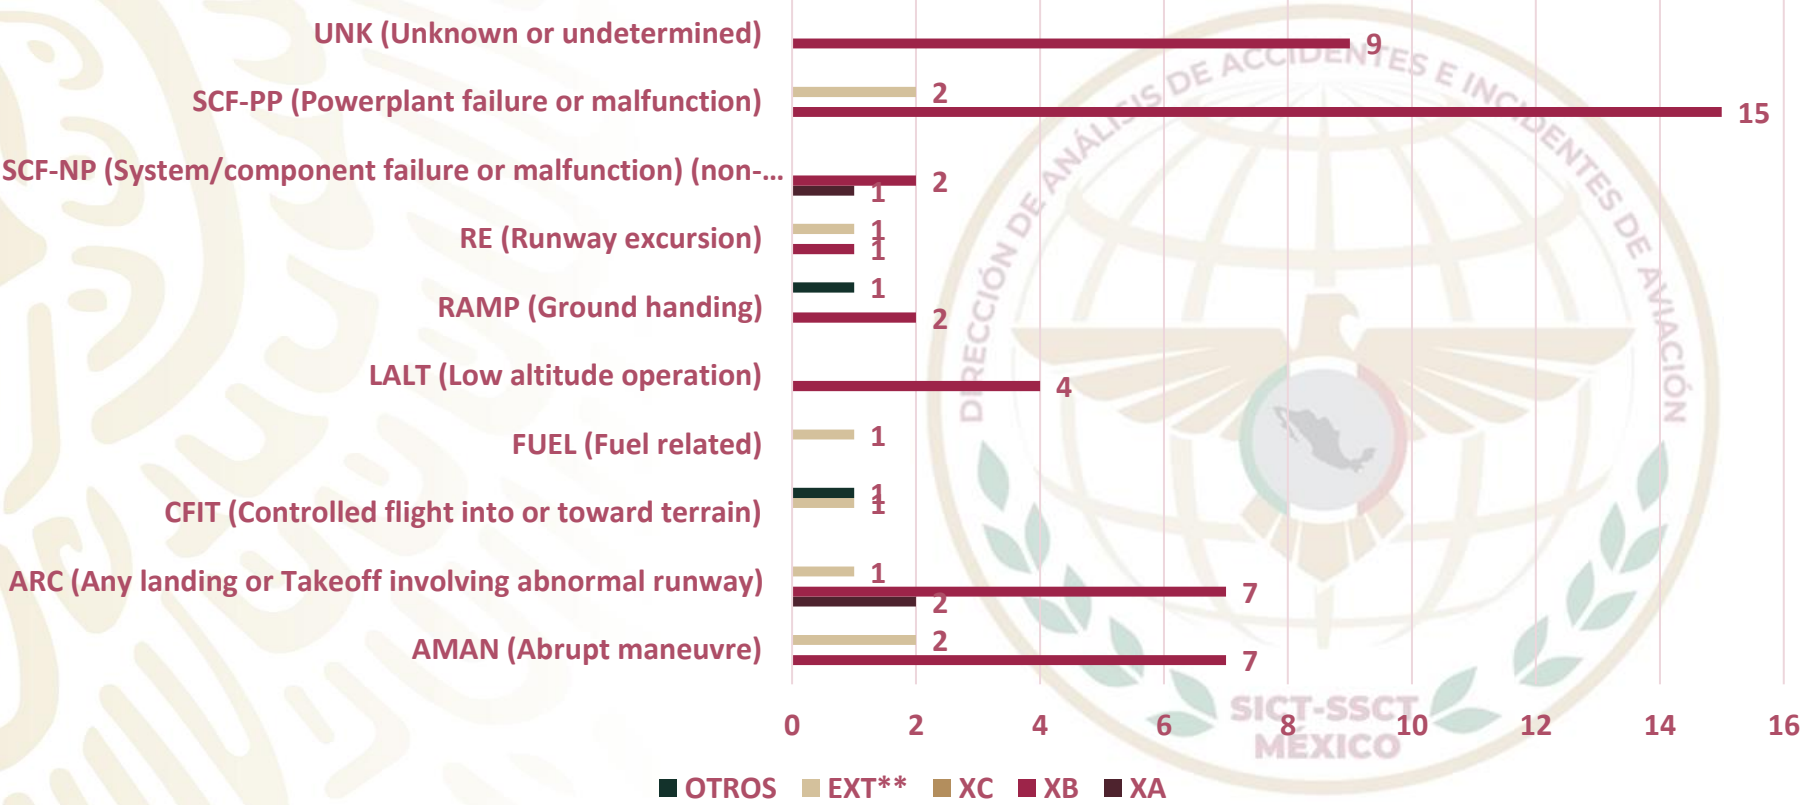 UNK (Unknown or undetermined)
9
SCF-PP (Powerplant failure or malfunction)
2
15
SCF-NP (System/component failure or malfunction) (non-...
2
1
RE (Runway excursion)
1
1
RAMP (Ground handing)
1
2
LALT (Low altitude operation)
4
FUEL (Fuel related)
1
CFIT (Controlled flight into or toward terrain)
1
1
ARC (Any landing or Takeoff involving abnormal runway)
1
7
2
AMAN (Abrupt maneuvre)
2
7
0 2 4 6 8 10 12 14 16
OTROS EXT** XC XB XA
DIRECCIÓN DE ANÁLISIS DE ACCIDENTES E INCIDENTES DE AVIACIÓN
SICT-SSCT
MÉXICO